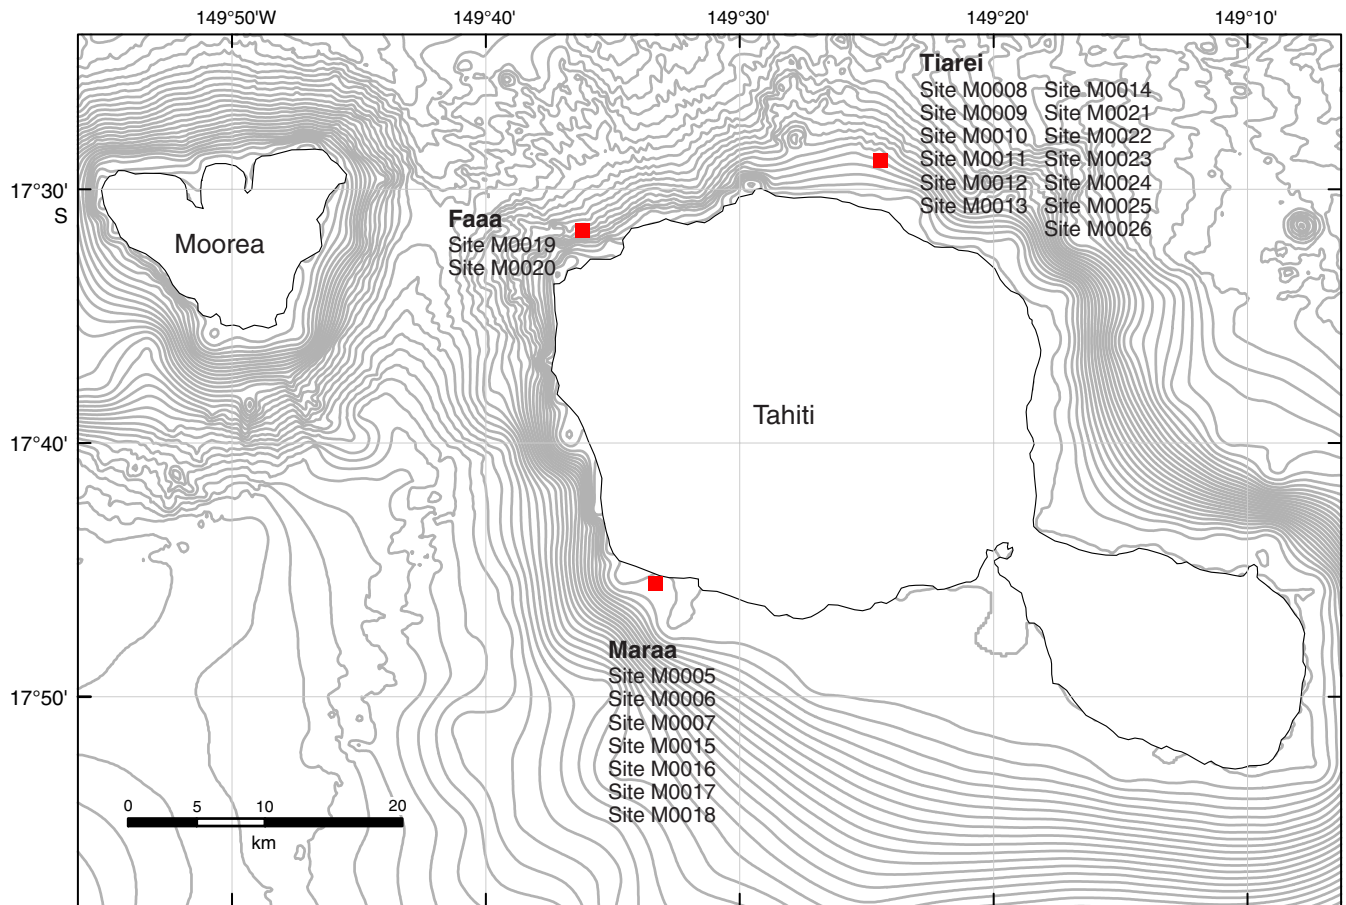 149°50'W 149°40' 149°30' 149°20' 149°10'
Tiarei
Site M0008 Site M0014
Site M0009 Site M0021
Site M0010 Site M0022
Site M0011 Site M0023
Site M0012 Site M0024
Site M0013 Site M0025
Site M0026
17°30'
S
Moorea
Faaa
Site M0019
Site M0020
Tahiti
17°40'
Maraa
Site M0005
Site M0006
Site M0007
Site M0015
Site M0016
Site M0017
Site M0018
17°50'
0 5 10 20
km